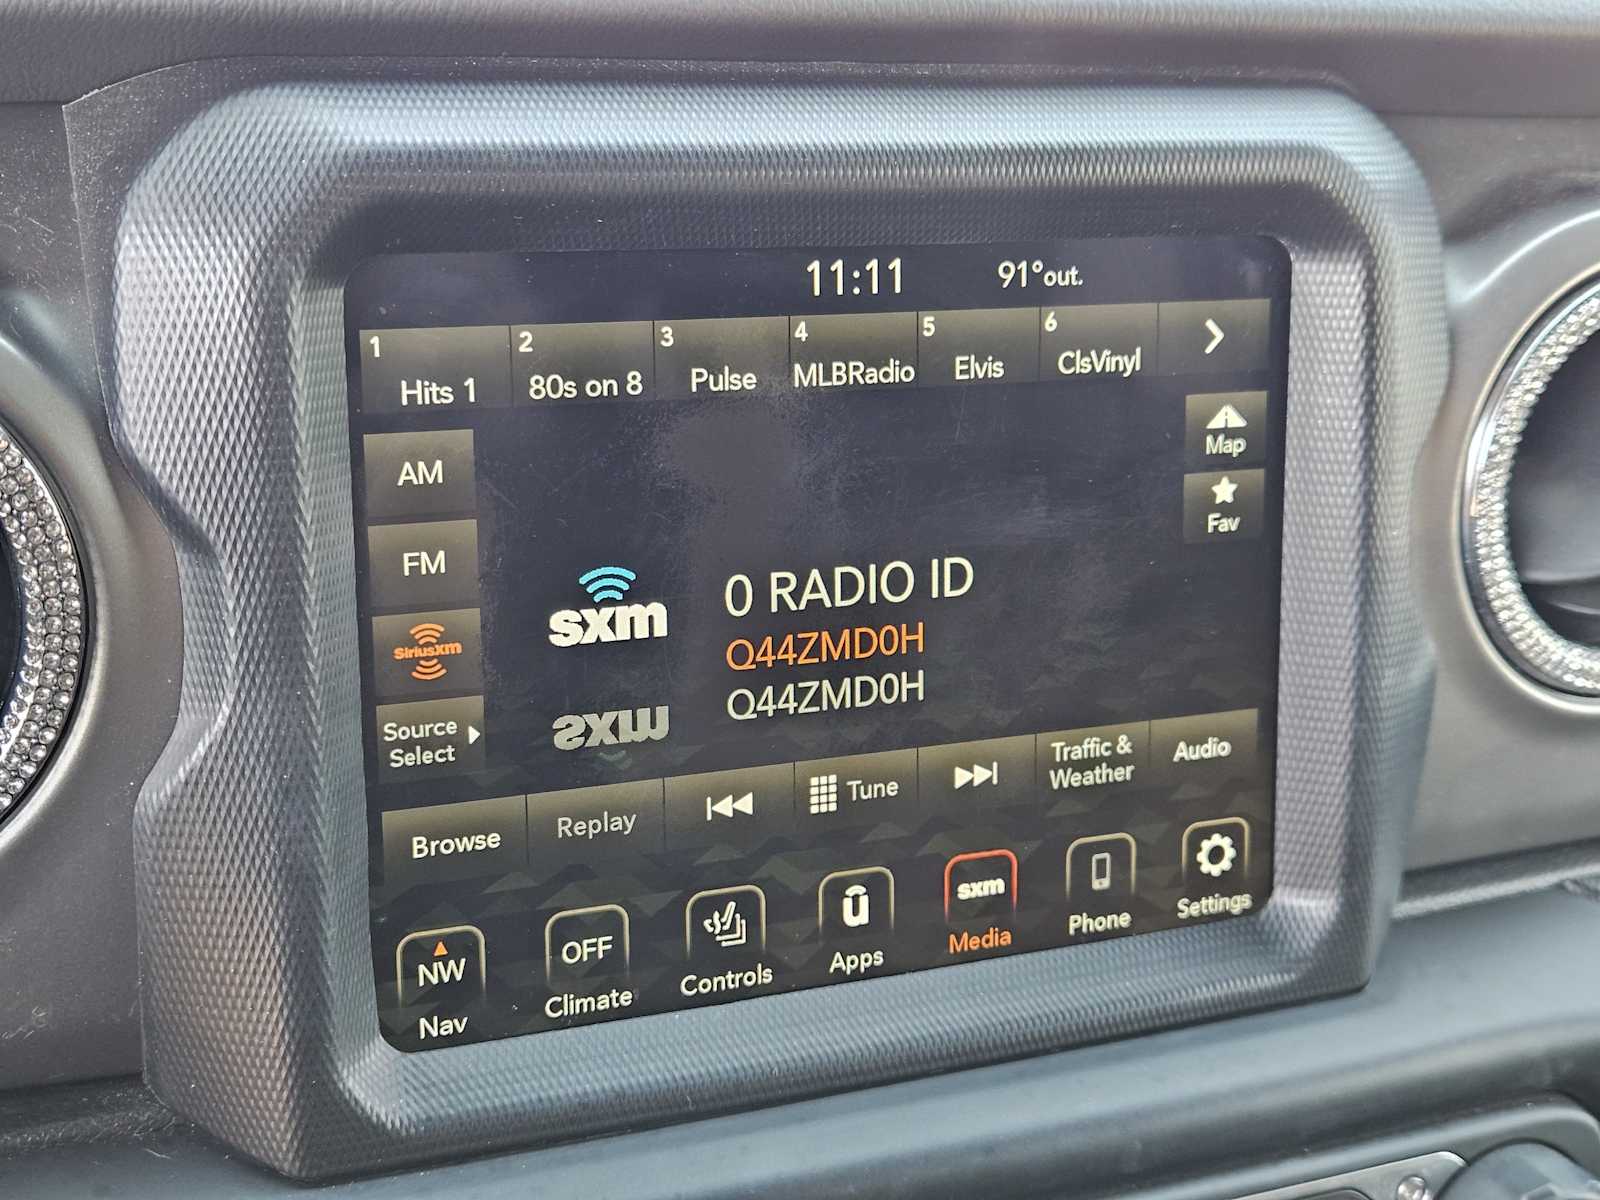 11:11 91°out.
1 2 3 4 5 6
Hits 1 80s on 8 Pulse MLBRadio Elvis ClsVinyl
AM
Map
FM
Fav
SiriusXM
sxm
0 RADIO ID
Q44ZMD0H
Q44ZMD0H
Source
Select
Browse
Replay
Tune
Traffic &
Weather
Audio
NW
Nav
OFF
Climate
Controls
Apps
sxm
Media
Phone
Settings